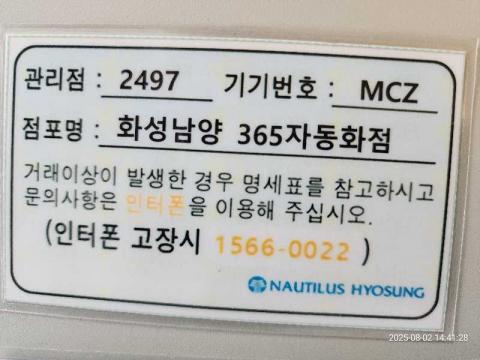 관리점 : 2497 기기번호 : MCZ
점포명 : 화성남양 365자동화점
거래이상이 발생한 경우 명세표를 참고하시고
문의사항은 인터폰을 이용해 주십시오.
(인터폰 고장시 1566-0022 )
NAUTILUS HYOSUNG
2025-08-02 14:41:28